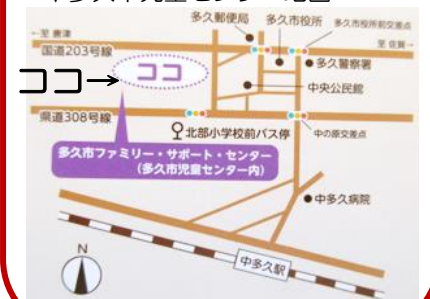 多久郵便局
多久市役所
多久市役所前交差点
←至 唐津
至 佐賀→
国道203号線
ココ→
ココ
多久警察署
中央公民館
県道308号線
北部小学校前バス停
中の原交差点
多久市ファミリー・サポート・センター
(多久市児童センター内)
中多久病院
N
中多久駅